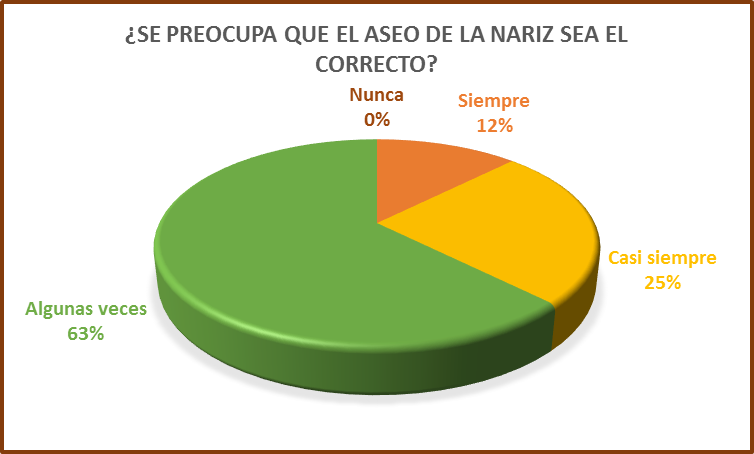 ¿SE PREOCUPA QUE EL ASEO DE LA NARIZ SEA EL
CORRECTO?
Nunca
0%
Siempre
12%
Casi siempre
25%
Algunas veces
63%